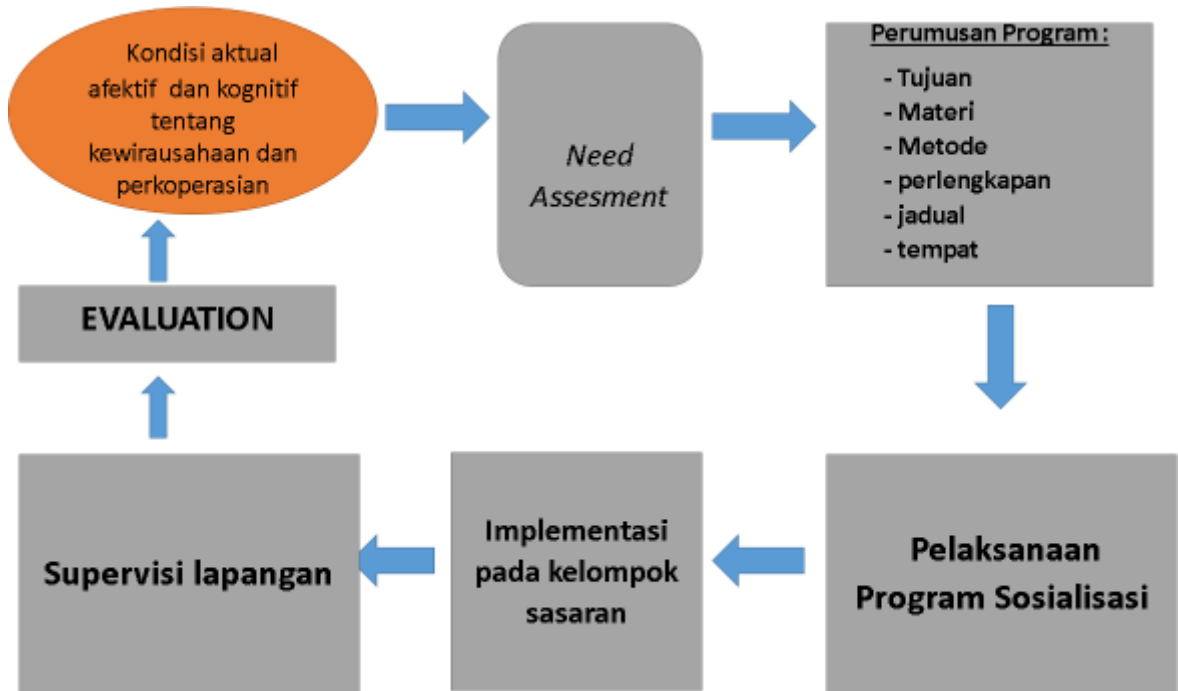 Kondisi aktual
afektif dan kognitif
tentang
kewirausahaan dan
perkoperasian
Need
Assesment
Perumusan Program :
- Tujuan
- Materi
- Metode
- perlengkapan
- jadual
- tempat
EVALUATION
Supervisi lapangan
Implementasi
pada kelompok
sasaran
Pelaksanaan
Program Sosialisasi